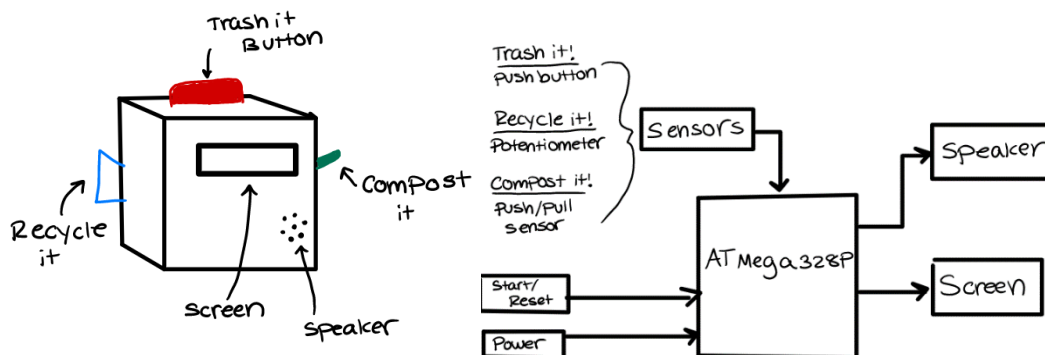 Trash it
Button
Recycle
it
Compost
it
Screen
Speaker
Trash it!
Push button
Recycle it!
Potentiometer
Compost it!
Push/Pull
sensor
Sensors
Speaker
ATMega328P
Screen
Start/
Reset
Power